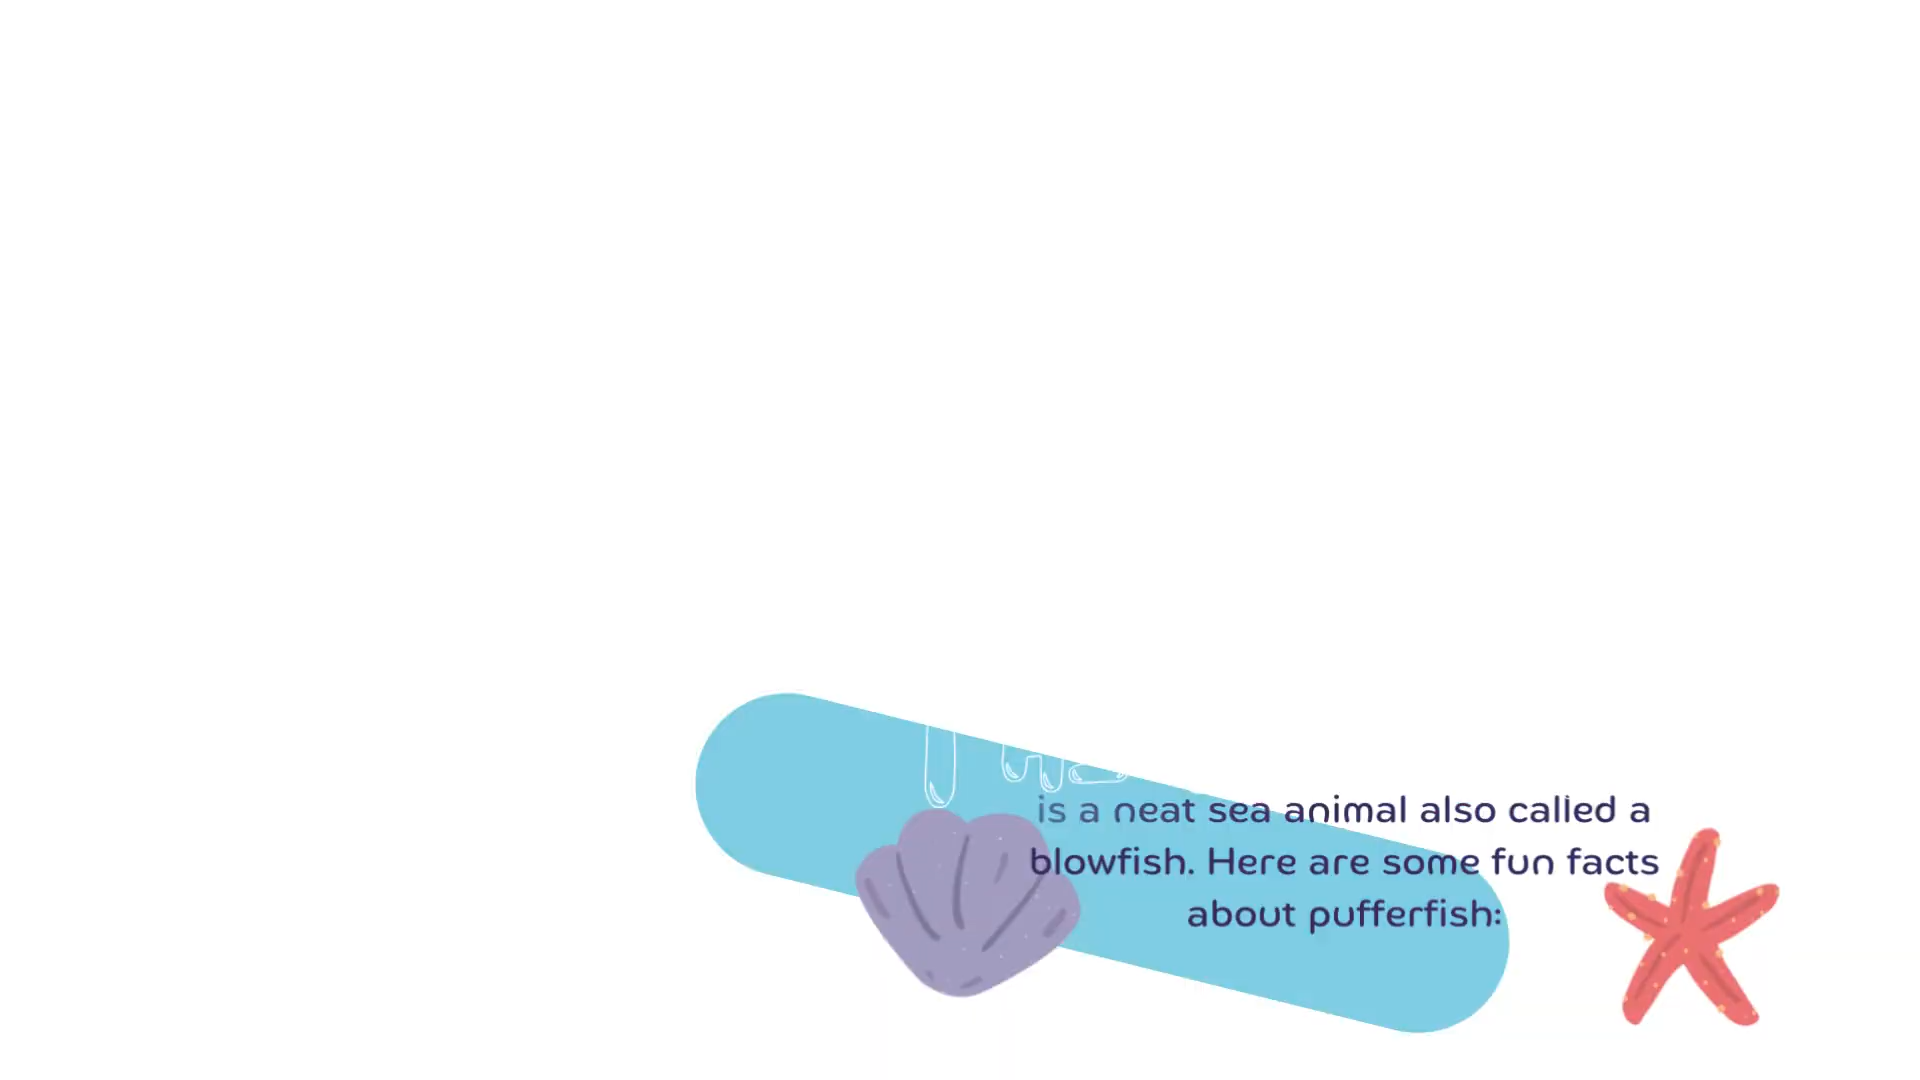 is a neat sea animal also called a
blowfish. Here are some fun facts
about pufferfish: